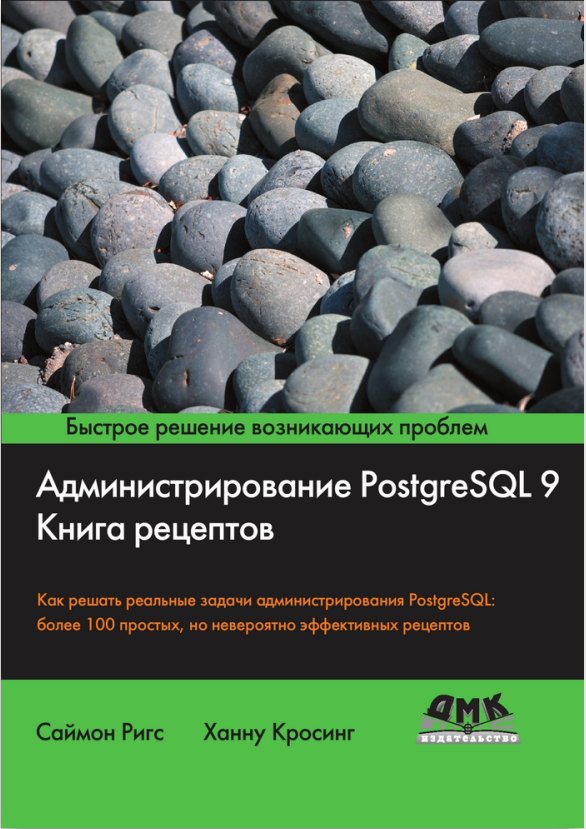 Быстрое решение возникающих проблем
Администрирование PostgreSQL 9
Книга рецептов
Как решать реальные задачи администрирования PostgreSQL:
более 100 простых, но невероятно эффективных рецептов
Саймон Ригс Ханну Кросинг
ДМК
издательство